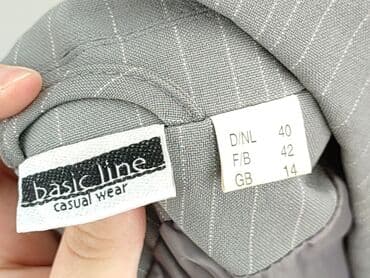 basic line
casual wear
D/NL 40
F/B 42
GB 14